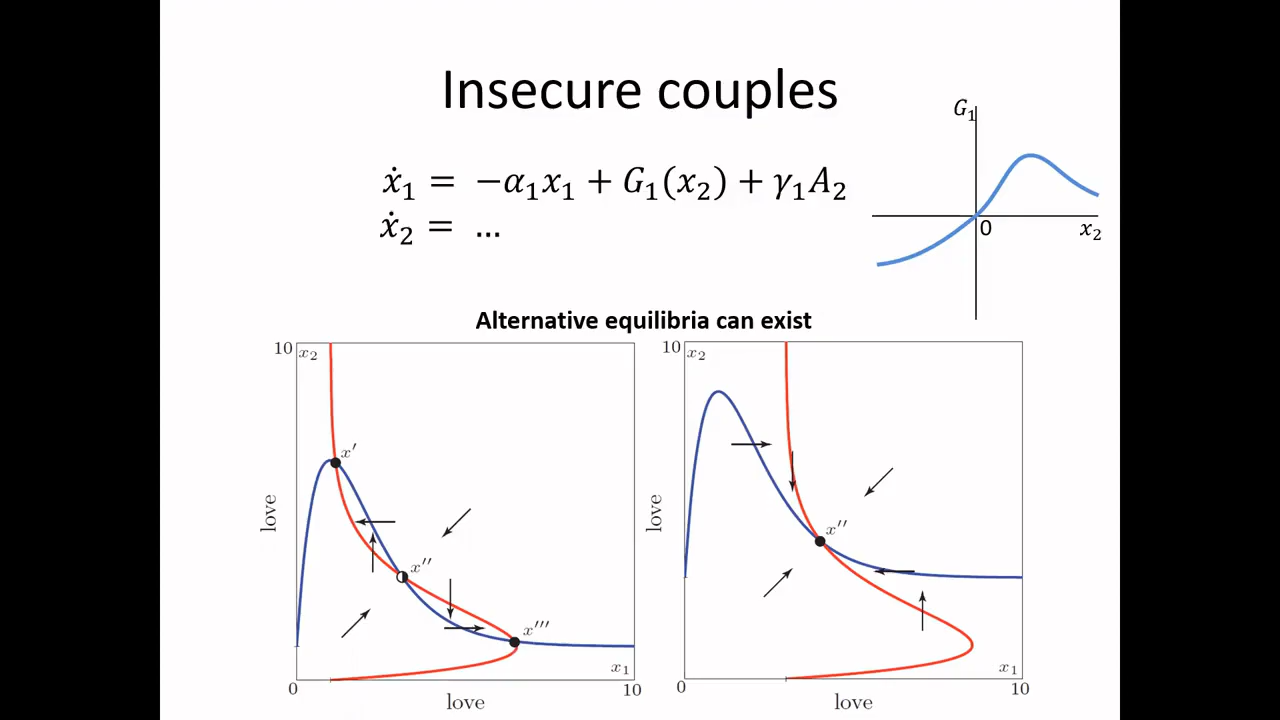 Insecure couples
ẋ₁ = −α₁x₁ + G₁(x₂) + γ₁A₂
ẋ₂ = …
G₁
0
x₂
Alternative equilibria can exist
10
x₂
x′
x″
x‴
x₁
love
0
10
love
10
x₂
x″
x₁
love
0
10
love